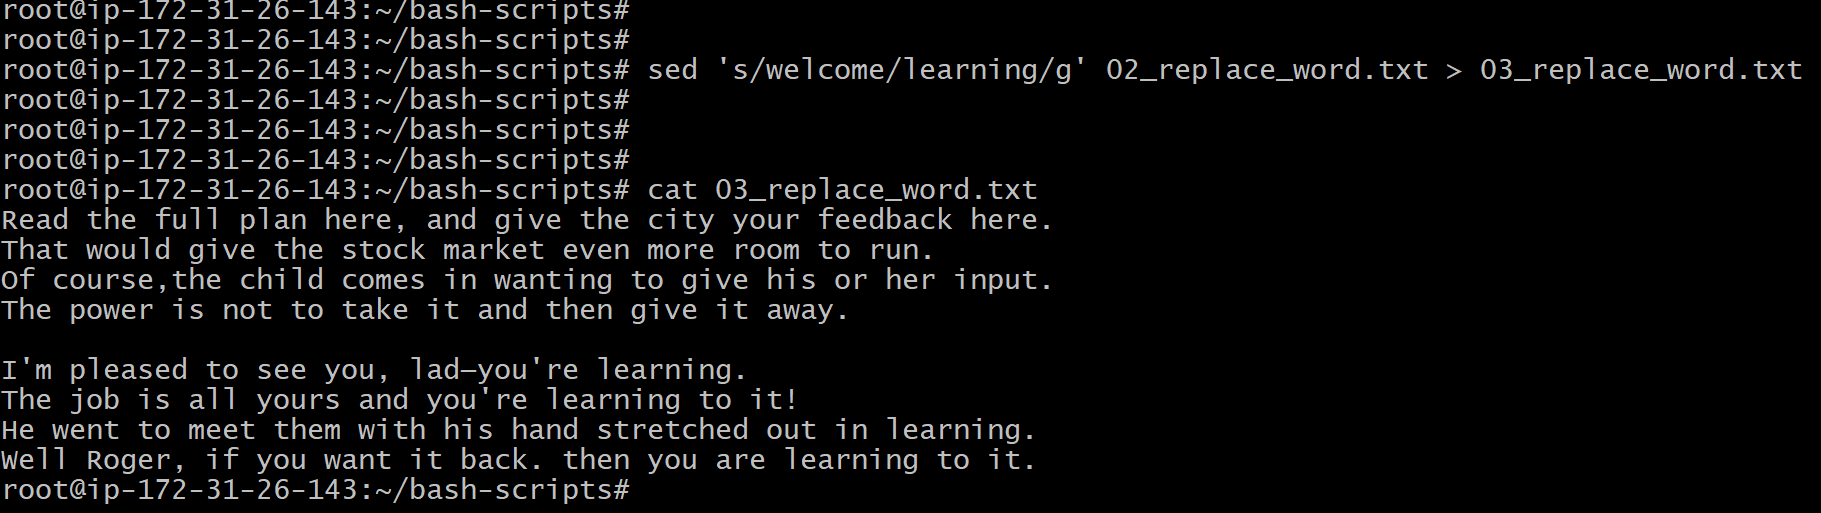 root@ip-172-31-26-143:~/bash-scripts#
root@ip-172-31-26-143:~/bash-scripts#
root@ip-172-31-26-143:~/bash-scripts# sed 's/welcome/learning/g' 02_replace_word.txt > 03_replace_word.txt
root@ip-172-31-26-143:~/bash-scripts#
root@ip-172-31-26-143:~/bash-scripts#
root@ip-172-31-26-143:~/bash-scripts#
root@ip-172-31-26-143:~/bash-scripts# cat 03_replace_word.txt
Read the full plan here, and give the city your feedback here.
That would give the stock market even more room to run.
Of course,the child comes in wanting to give his or her input.
The power is not to take it and then give it away.

I'm pleased to see you, lad—you're learning.
The job is all yours and you're learning to it!
He went to meet them with his hand stretched out in learning.
Well Roger, if you want it back. then you are learning to it.
root@ip-172-31-26-143:~/bash-scripts#